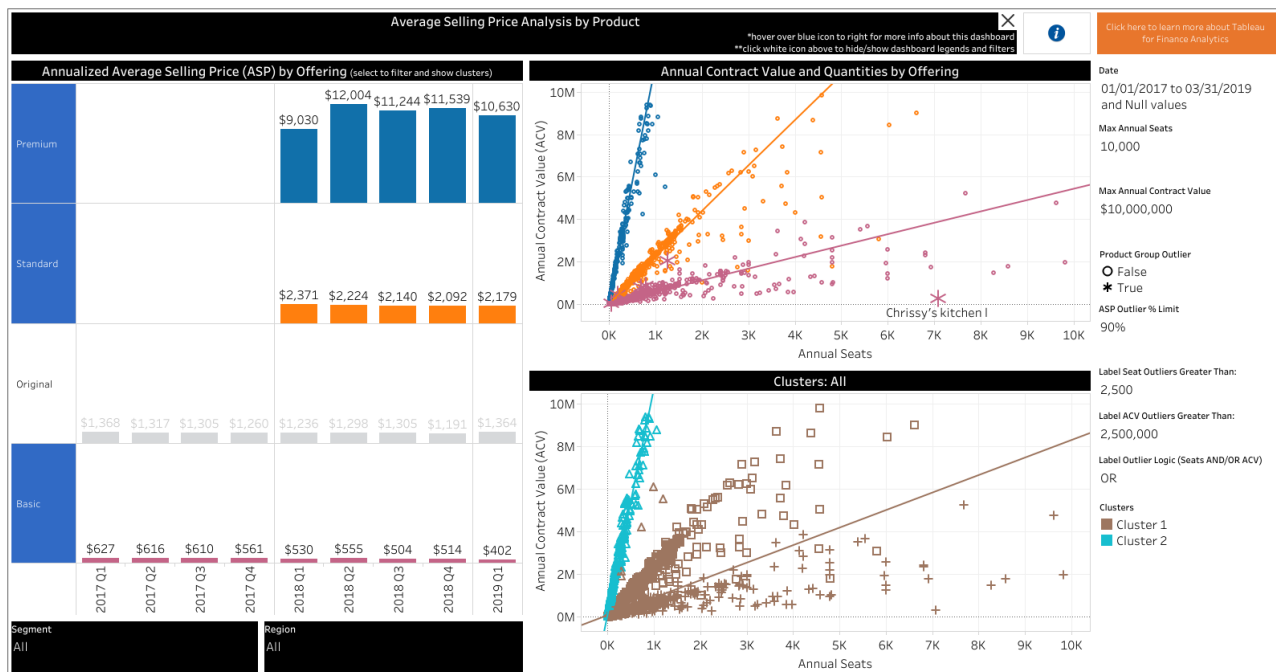 Average Selling Price Analysis by Product
*hover over blue icon to right for more info about this dashboard
**click white icon above to hide/show dashboard legends and filters
Click here to learn more about Tableau
for Finance Analytics
Annualized Average Selling Price (ASP) by Offering (select to filter and show clusters)
Premium
$9,030
$12,004
$11,244
$11,539
$10,630
Standard
$2,371
$2,224
$2,140
$2,092
$2,179
Original
$1,368
$1,317
$1,305
$1,260
$1,236
$1,298
$1,305
$1,191
$1,364
Basic
$627
$616
$610
$561
$530
$555
$504
$514
$402
2017 Q1
2017 Q2
2017 Q3
2017 Q4
2018 Q1
2018 Q2
2018 Q3
2018 Q4
2019 Q1
Segment
All
Region
All
Annual Contract Value and Quantities by Offering
Annual Contract Value (ACV)
10M
8M
6M
4M
2M
0M
Chrissy's kitchen I
0K 1K 2K 3K 4K 5K 6K 7K 8K 9K 10K
Annual Seats
Clusters: All
Annual Contract Value (ACV)
10M
8M
6M
4M
2M
0M
0K 1K 2K 3K 4K 5K 6K 7K 8K 9K 10K
Annual Seats
Date
01/01/2017 to 03/31/2019
and Null values
Max Annual Seats
10,000
Max Annual Contract Value
$10,000,000
Product Group Outlier
False
True
ASP Outlier % Limit
90%
Label Seat Outliers Greater Than:
2,500
Label ACV Outliers Greater Than:
2,500,000
Label Outlier Logic (Seats AND/OR ACV)
OR
Clusters
Cluster 1
Cluster 2